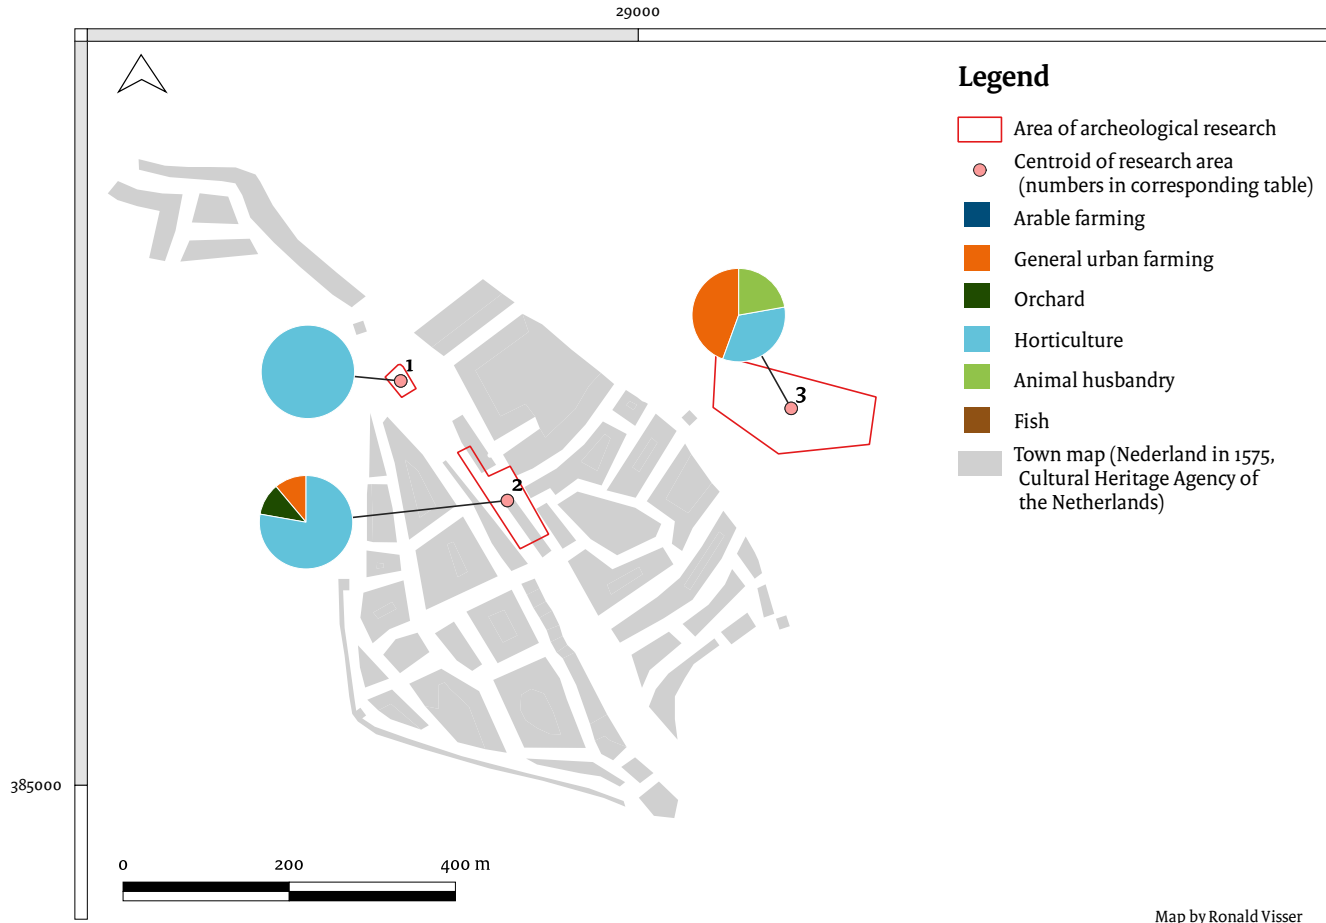 29000
Legend
Area of archeological research
Centroid of research area
(numbers in corresponding table)
Arable farming
General urban farming
Orchard
Horticulture
Animal husbandry
Fish
Town map (Nederland in 1575,
Cultural Heritage Agency of
the Netherlands)
1
3
2
385000
0 200 400 m
Map by Ronald Visser